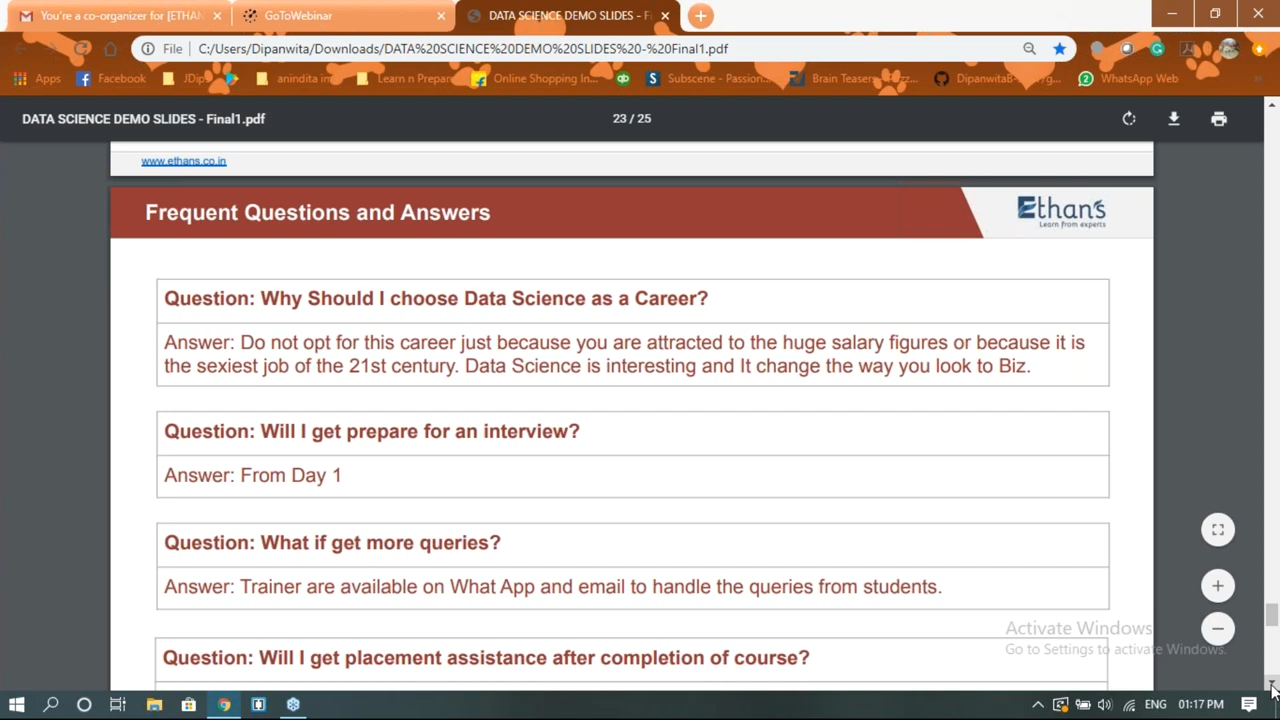 You're a co-organizer for [ETHAN
GoToWebinar
DATA SCIENCE DEMO SLIDES - F
File
C:/Users/Dipanwita/Downloads/DATA%20SCIENCE%20DEMO%20SLIDES%20-%20Final1.pdf
Apps
Facebook
JDips
anindita in
Learn n Prepare
Online Shopping In...
Subscene - Passion...
Brain Teasers
WhatsApp Web
DATA SCIENCE DEMO SLIDES - Final1.pdf
23 / 25
www.ethans.co.in
Frequent Questions and Answers
Ethan's
Learn from experts
Question: Why Should I choose Data Science as a Career?
Answer: Do not opt for this career just because you are attracted to the huge salary figures or because it is
the sexiest job of the 21st century. Data Science is interesting and It change the way you look to Biz.
Question: Will I get prepare for an interview?
Answer: From Day 1
Question: What if get more queries?
Answer: Trainer are available on What App and email to handle the queries from students.
Question: Will I get placement assistance after completion of course?
Activate Windows
Go to Settings to activate Windows.
ENG
01:17 PM